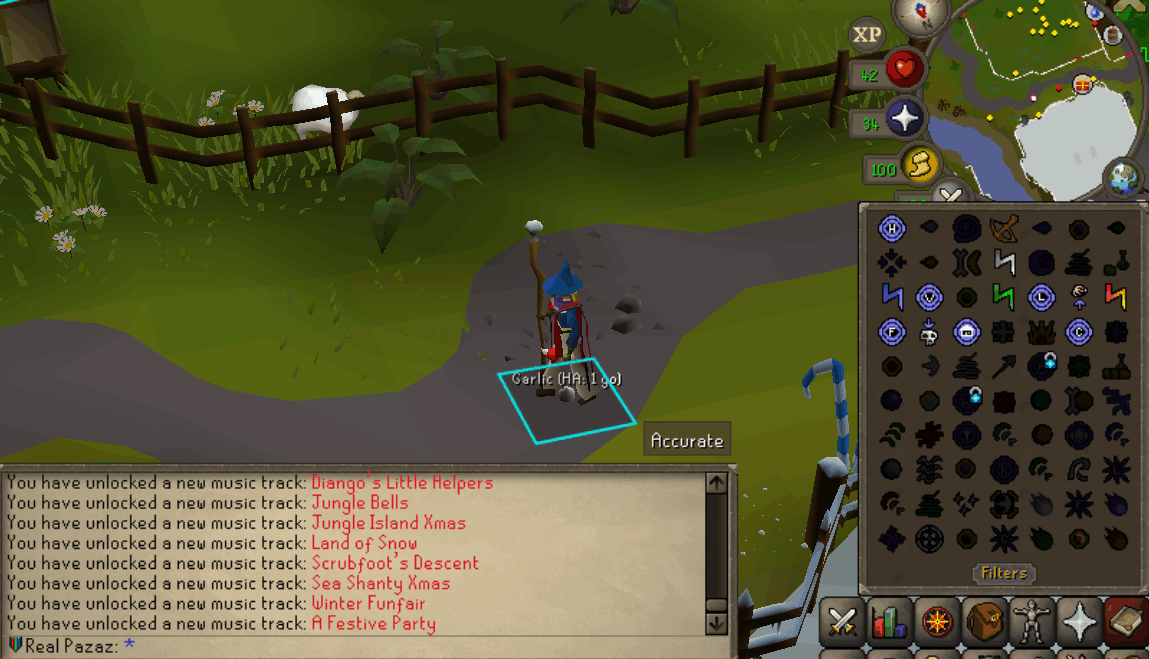 XP
42
34
100
H
V
L
F
C
Garlic (HA: 1 gp)
Accurate
Filters
You have unlocked a new music track: Diango's Little Helpers
You have unlocked a new music track: Jungle Bells
You have unlocked a new music track: Jungle Island Xmas
You have unlocked a new music track: Land of Snow
You have unlocked a new music track: Scrubfoot's Descent
You have unlocked a new music track: Sea Shanty Xmas
You have unlocked a new music track: Winter Funfair
You have unlocked a new music track: A Festive Party
Real Pazaz: *